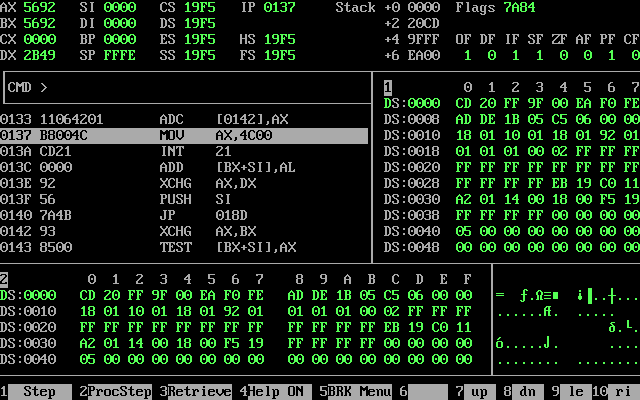 AX 5692 SI 0000 CS 19F5 IP 0137 Stack +0 0000 Flags 7A84
BX 5692 DI 0000 DS 19F5 +2 20CD
CX 0000 BP 0000 ES 19F5 HS 19F5 +4 9FFF OF DF IF SF ZF AF PF CF
DX 2B49 SP FFFE SS 19F5 FS 19F5 +6 EA00 1 0 1 1 0 0 1 0
CMD >
1 0 1 2 3 4 5 6 7
DS:0000 CD 20 FF 9F 00 EA F0 FE
DS:0008 AD DE 1B 05 C5 06 00 00
DS:0010 18 01 10 01 18 01 92 01
DS:0018 01 01 01 00 02 FF FF FF
DS:0020 FF FF FF FF FF FF FF FF
DS:0028 FF FF FF FF EB 19 C0 11
DS:0030 A2 01 14 00 18 00 F5 19
DS:0038 FF FF FF FF 00 00 00 00
DS:0040 05 00 00 00 00 00 00 00
DS:0048 00 00 00 00 00 00 00 00
0133 11064201 ADC [0142],AX
0137 B8004C MOV AX,4C00
013A CD21 INT 21
013C 0000 ADD [BX+SI],AL
013E 92 XCHG AX,DX
013F 56 PUSH SI
0140 7A4B JP 018D
0142 93 XCHG AX,BX
0143 8500 TEST [BX+SI],AX
2 0 1 2 3 4 5 6 7 8 9 A B C D E F
DS:0000 CD 20 FF 9F 00 EA F0 FE AD DE 1B 05 C5 06 00 00 = ƒ.Ω≡■ ¡▐..┼...
DS:0010 18 01 10 01 18 01 92 01 01 01 01 00 02 FF FF FF ......Æ. .....
DS:0020 FF FF FF FF FF FF FF FF FF FF FF FF EB 19 C0 11 δ.└.
DS:0030 A2 01 14 00 18 00 F5 19 FF FF FF FF 00 00 00 00 ó.....⌡. ....
DS:0040 05 00 00 00 00 00 00 00 00 00 00 00 00 00 00 00 ........ ........
1 Step 2 ProcStep 3 Retrieve 4 Help ON 5 BRK Menu 6 7 up 8 dn 9 le 10 ri